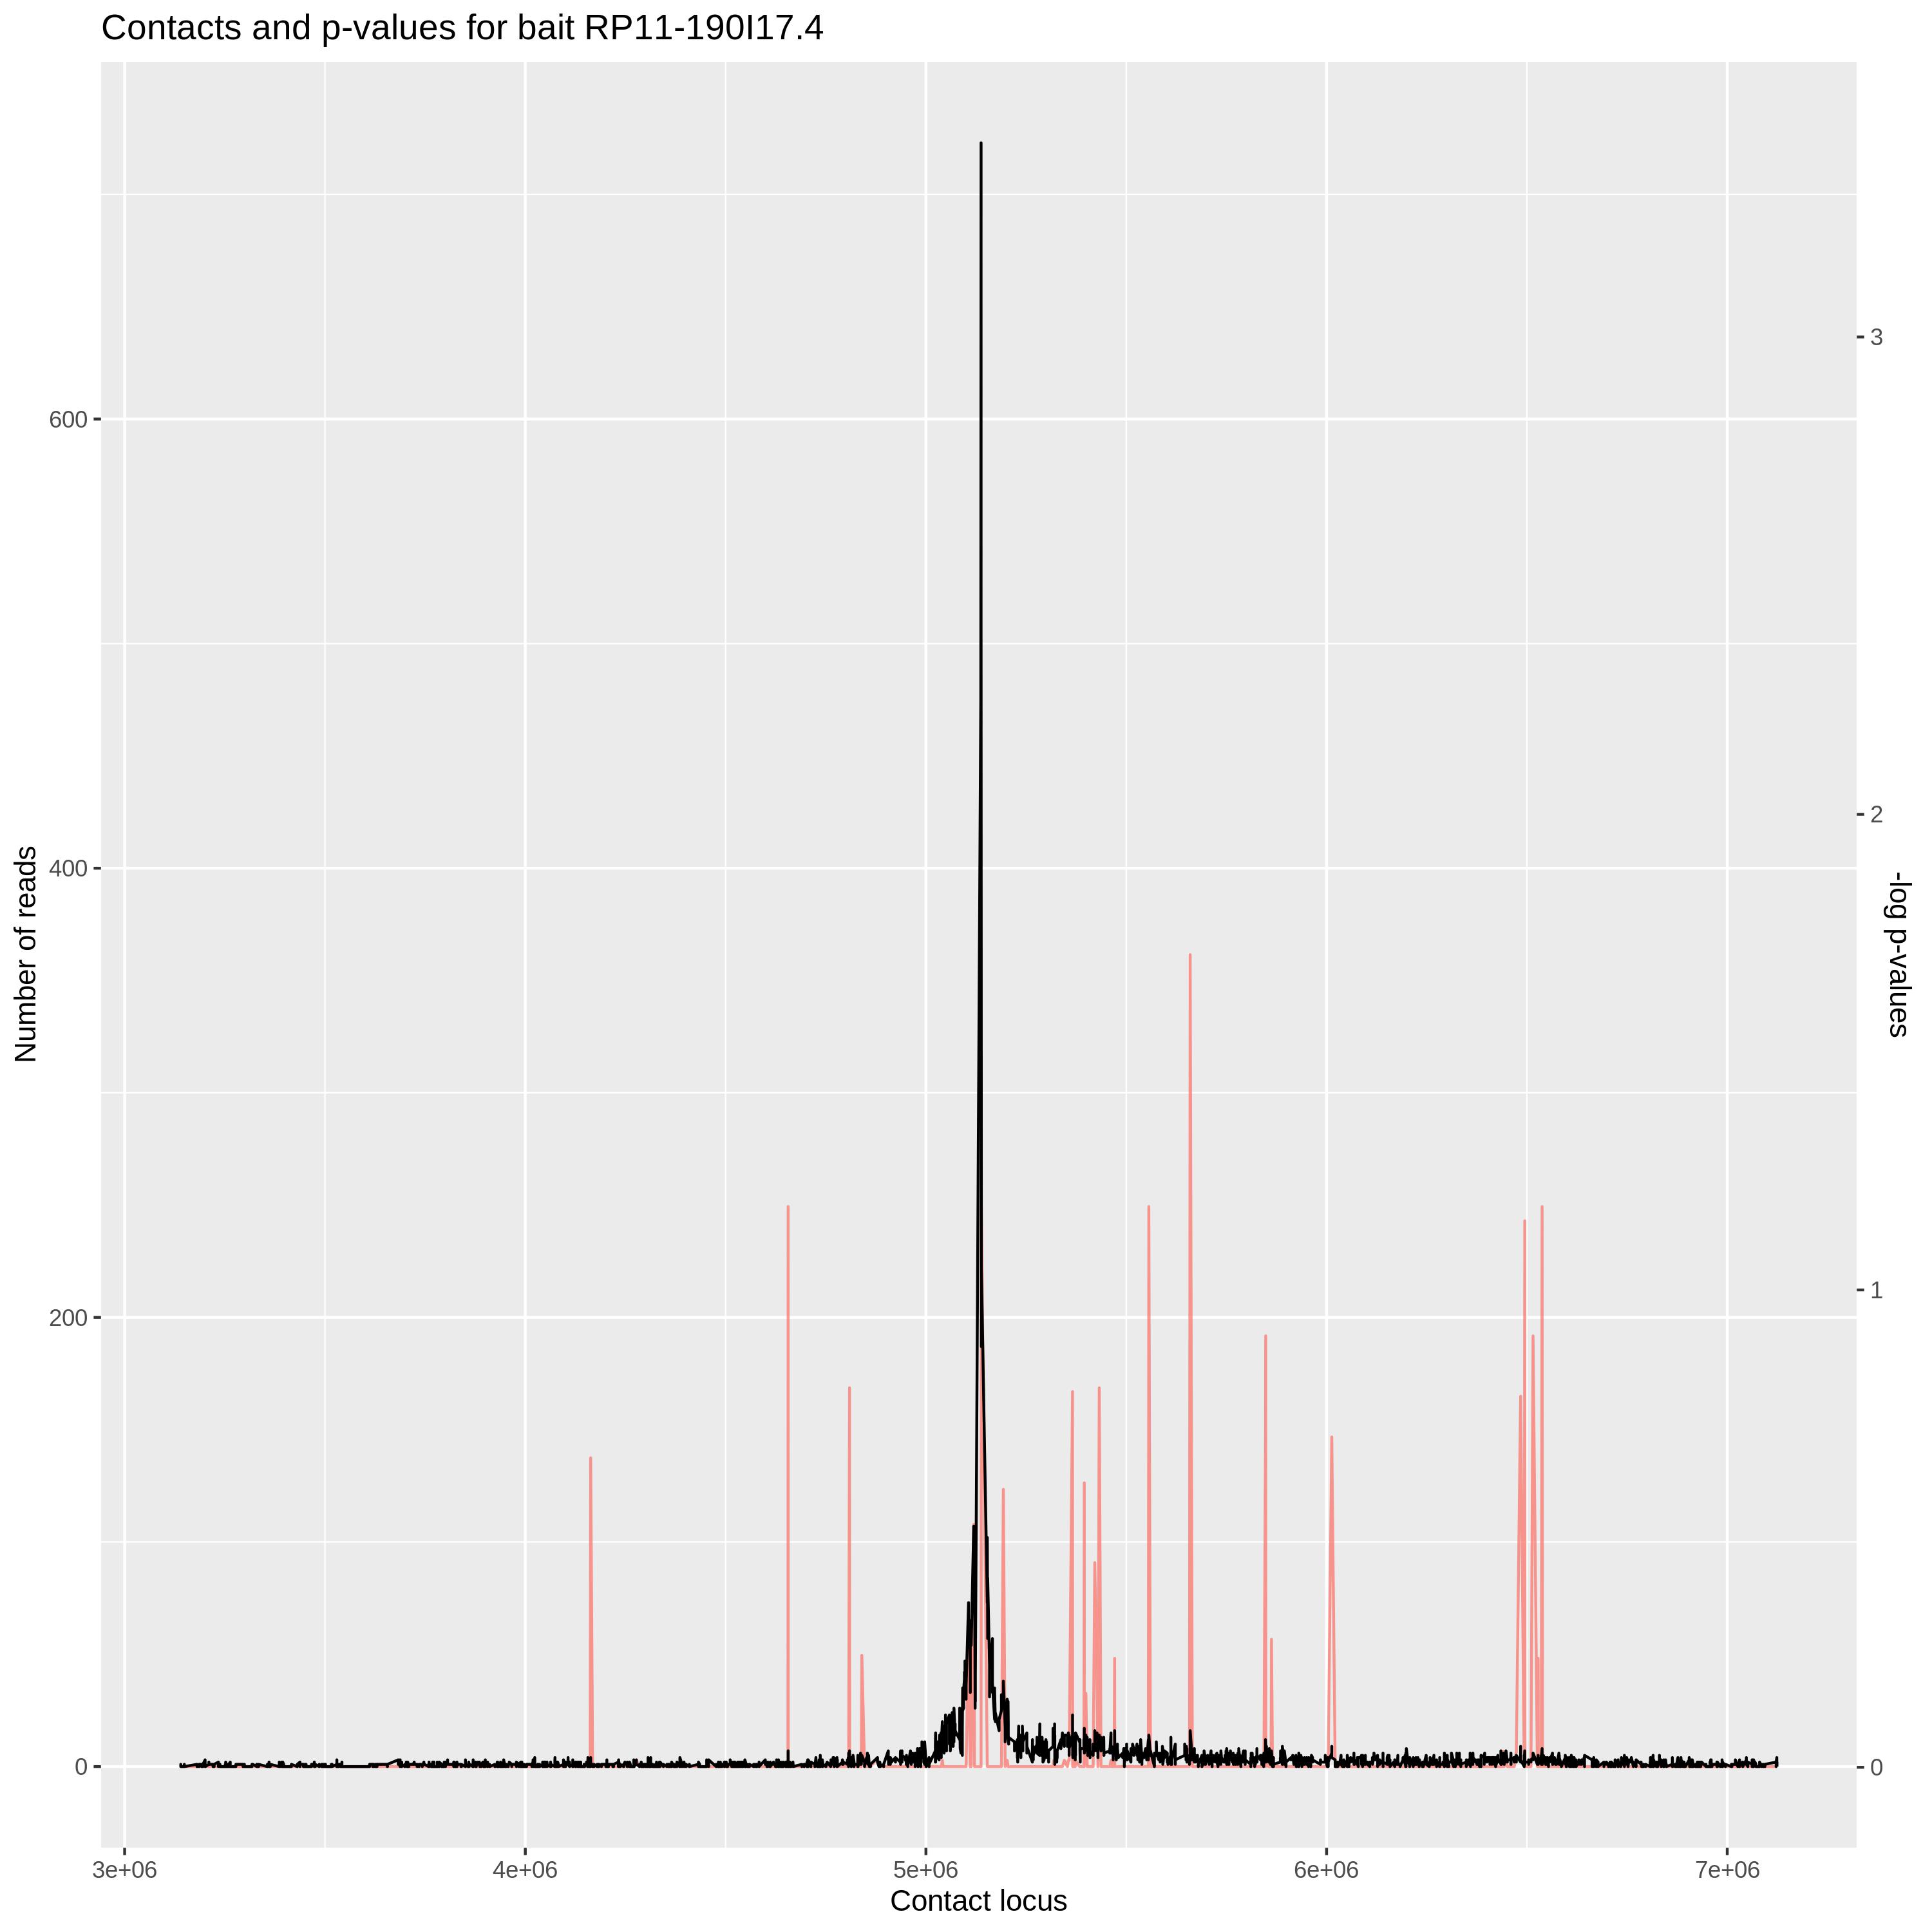 Contacts and p-values for bait RP11-190I17.4
Number of reads
600
400
200
0
3
2
1
0
-log p-values
3e+06
4e+06
5e+06
6e+06
7e+06
Contact locus